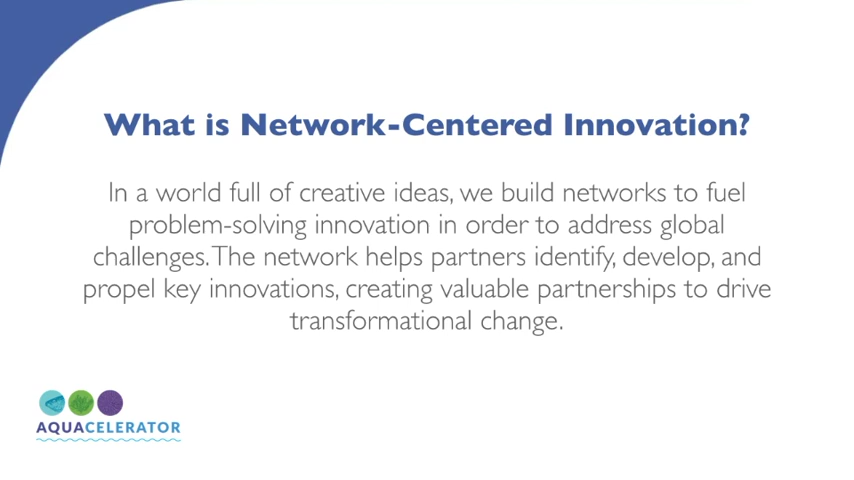 What is Network-Centered Innovation?
In a world full of creative ideas, we build networks to fuel
problem-solving innovation in order to address global
challenges. The network helps partners identify, develop, and
propel key innovations, creating valuable partnerships to drive
transformational change.
AQUACELERATOR